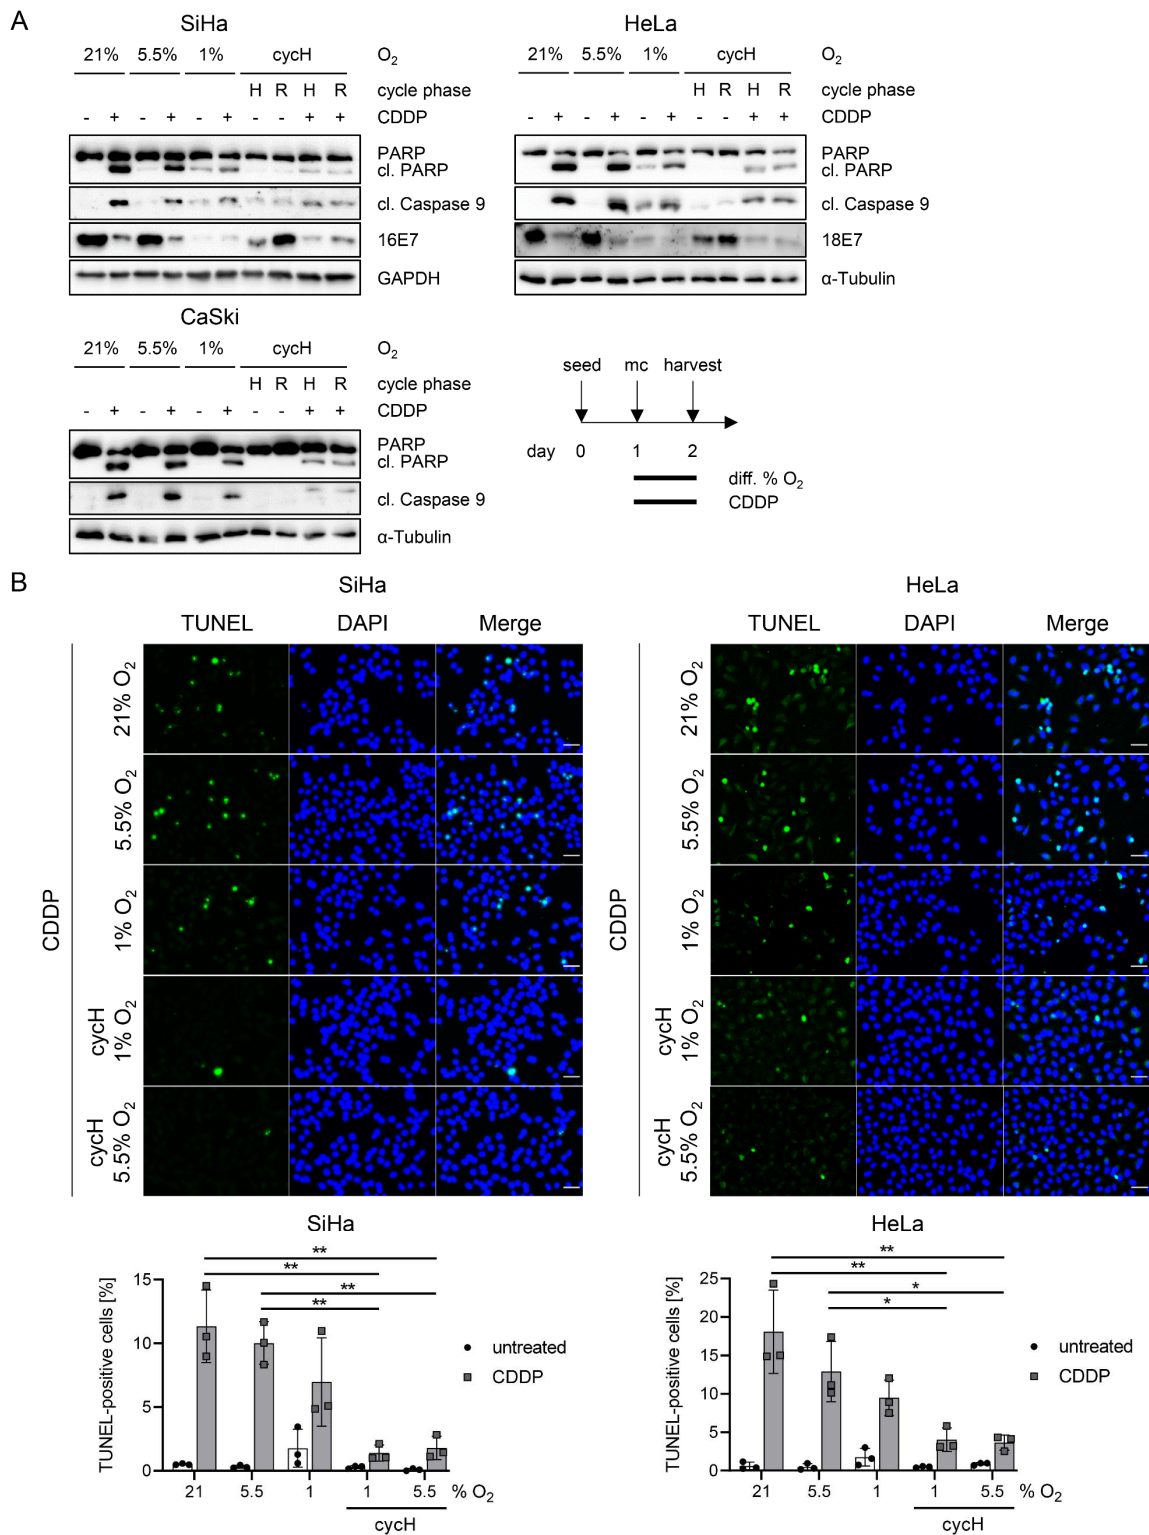 A
SiHa
21% 5.5% 1% cycH O2
H R H R cycle phase
- + - + - + - - + + CDDP
PARP
cl. PARP
cl. Caspase 9
16E7
GAPDH
HeLa
21% 5.5% 1% cycH O2
H R H R cycle phase
- + - + - + - - + + CDDP
PARP
cl. PARP
cl. Caspase 9
18E7
α-Tubulin
CaSki
21% 5.5% 1% cycH O2
H R H R cycle phase
- + - + - + - - + + CDDP
PARP
cl. PARP
cl. Caspase 9
α-Tubulin
seed mc harvest
day 0 1 2
diff. % O2
CDDP
B
SiHa
TUNEL DAPI Merge
CDDP
21% O2
5.5% O2
1% O2
cycH
1% O2
cycH
5.5% O2
HeLa
TUNEL DAPI Merge
CDDP
21% O2
5.5% O2
1% O2
cycH
1% O2
cycH
5.5% O2
SiHa
**
**
**
**
TUNEL-positive cells [%]
15
10
5
0
21 5.5 1 1 5.5 % O2
cycH
untreated
CDDP
HeLa
**
**
*
*
TUNEL-positive cells [%]
25
20
15
10
5
0
21 5.5 1 1 5.5 % O2
cycH
untreated
CDDP